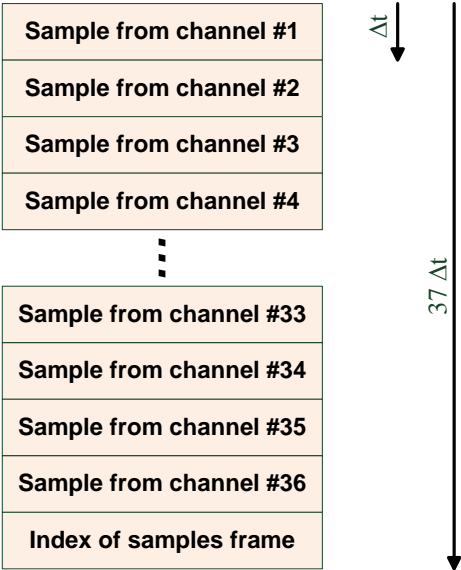 Sample from channel #1
Sample from channel #2
Sample from channel #3
Sample from channel #4
⋮
Sample from channel #33
Sample from channel #34
Sample from channel #35
Sample from channel #36
Index of samples frame
Δt
37 Δt